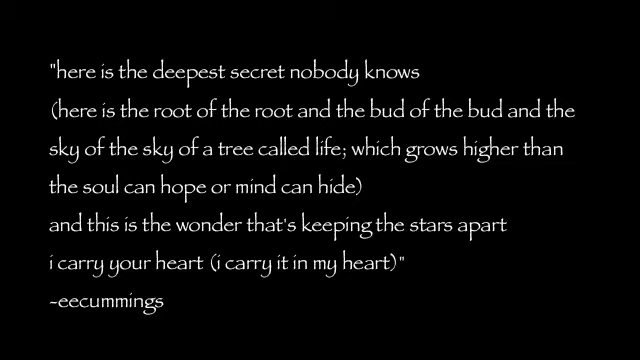 "here is the deepest secret nobody knows
(here is the root of the root and the bud of the bud and the
sky of the sky of a tree called life; which grows higher than
the soul can hope or mind can hide)
and this is the wonder that's keeping the stars apart
i carry your heart (i carry it in my heart)"
-eecummings